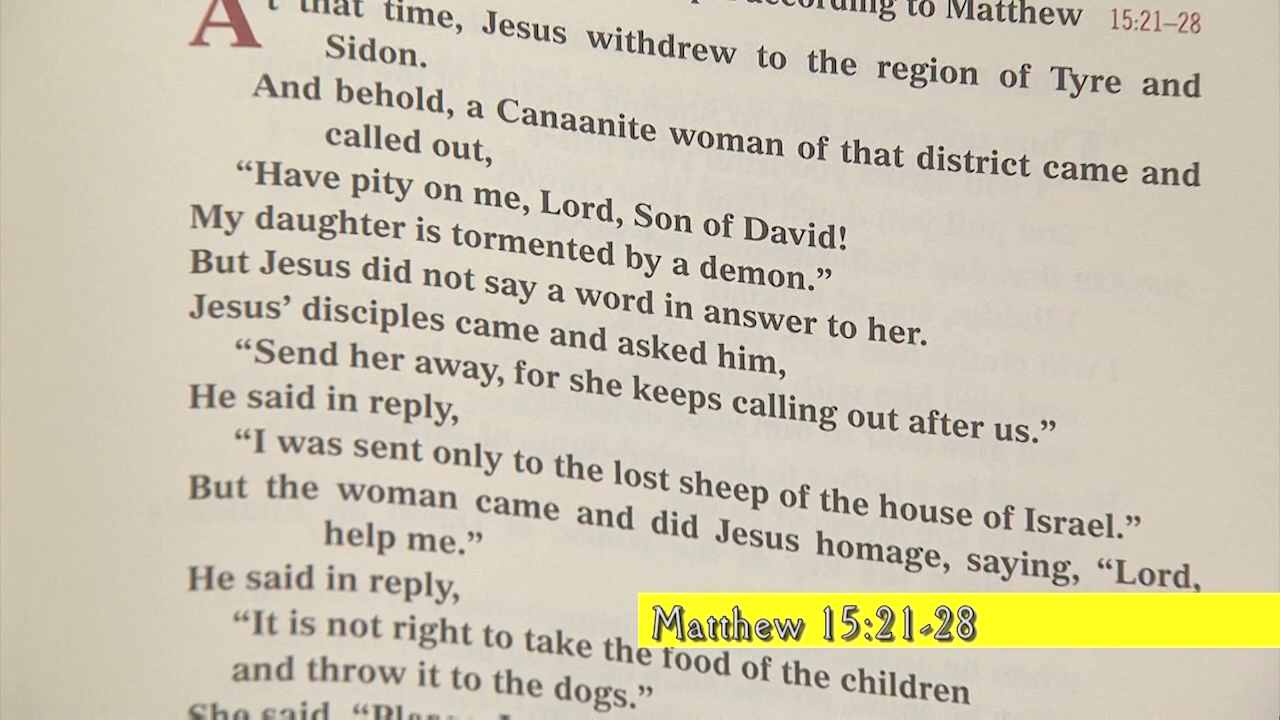 according to Matthew 15:21–28
At that time, Jesus withdrew to the region of Tyre and
Sidon.
And behold, a Canaanite woman of that district came and
called out,
“Have pity on me, Lord, Son of David!
My daughter is tormented by a demon.”
But Jesus did not say a word in answer to her.
Jesus’ disciples came and asked him,
“Send her away, for she keeps calling out after us.”
He said in reply,
“I was sent only to the lost sheep of the house of Israel.”
But the woman came and did Jesus homage, saying, “Lord,
help me.”
He said in reply,
“It is not right to take the food of the children
and throw it to the dogs.”
She said,
Matthew 15:21-28